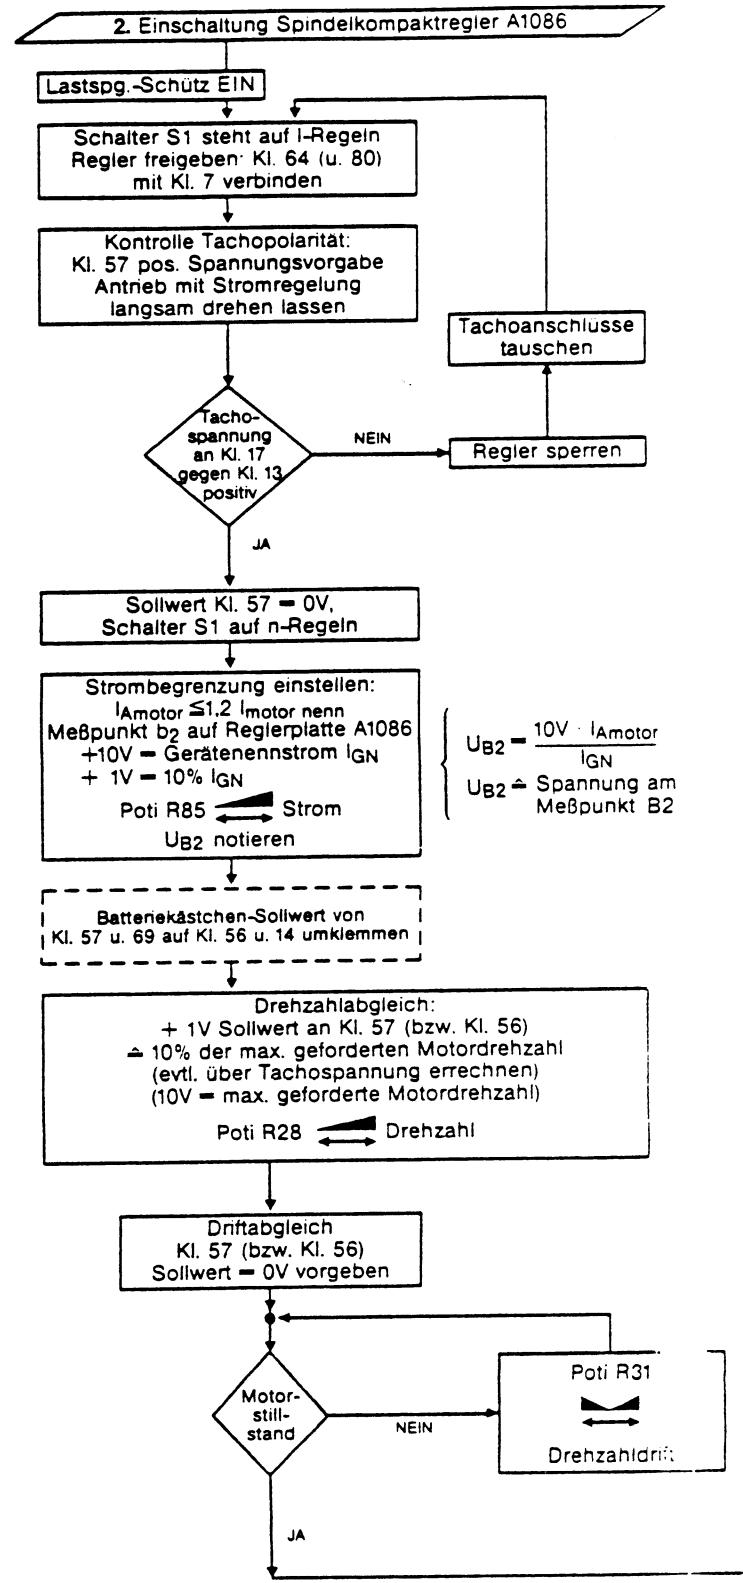 2. Einschaltung Spindelkompaktregler A1086
Lastspg.-Schütz EIN
Schalter S1 steht auf I-Regeln
Regler freigeben: Kl. 64 (u. 80)
mit Kl. 7 verbinden
Kontrolle Tachopolarität:
Kl. 57 pos. Spannungsvorgabe
Antrieb mit Stromregelung
langsam drehen lassen
Tachoanschlüsse
tauschen
Tacho-
spannung
an Kl. 17
gegen Kl. 13
positiv
NEIN
Regler sperren
JA
Sollwert Kl. 57 = 0V,
Schalter S1 auf n-Regeln
Strombegrenzung einstellen:
IAmotor ≦1,2 Imotor nenn
Meßpunkt b2 auf Reglerplatte A1086
+10V = Gerätenennstrom IGN
+ 1V = 10% IGN
Poti R85 Strom
UB2 notieren
UB2 = 10V · IAmotor
IGN
UB2 ≙ Spannung am
Meßpunkt B2
Batteriekästchen-Sollwert von
Kl. 57 u. 69 auf Kl. 56 u. 14 umklemmen
Drehzahlabgleich:
+ 1V Sollwert an Kl. 57 (bzw. Kl. 56)
≙ 10% der max. geforderten Motordrehzahl
(evtl. über Tachospannung errechnen)
(10V = max. geforderte Motordrehzahl)
Poti R28 Drehzahl
Driftabgleich
Kl. 57 (bzw. Kl. 56)
Sollwert = 0V vorgeben
Motor-
still-
stand
NEIN
Poti R31
Drehzahldrift
JA